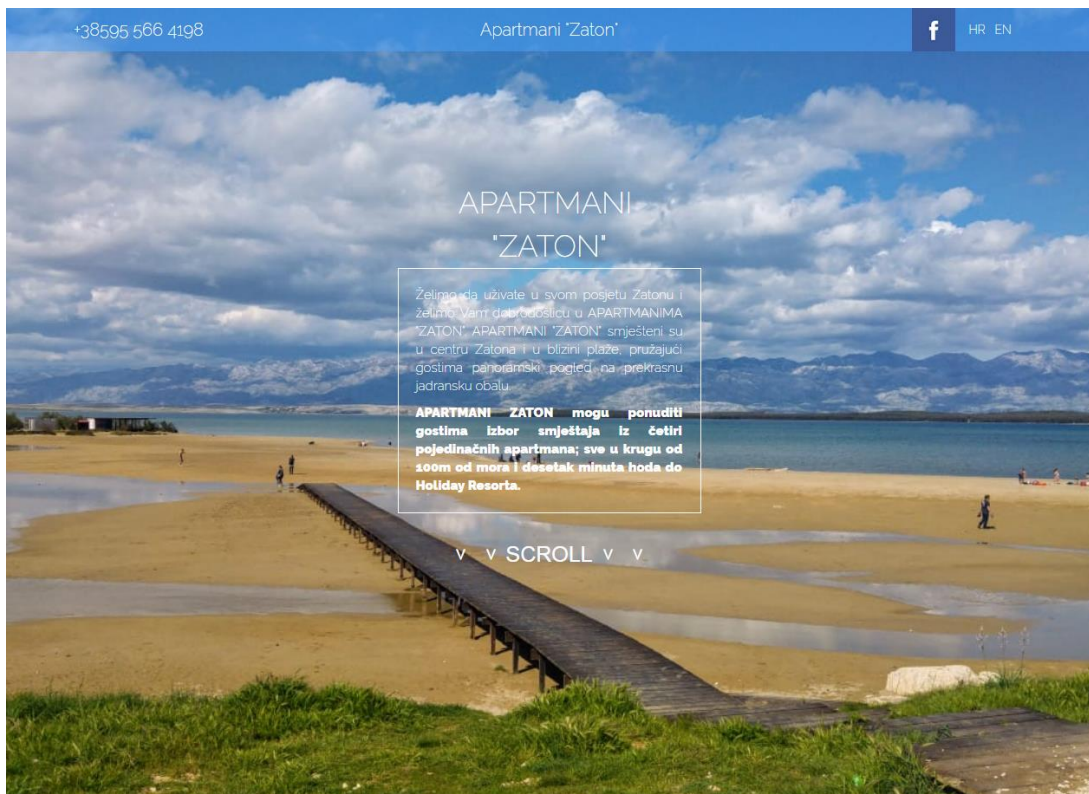 +38595 566 4198
Apartmani "Zaton"
f
HR EN
APARTMANI
"ZATON"
Želimo da uživate u svom posjetu Zatonu i
želimo Vam dobrodošlicu u APARTMANIMA
"ZATON". APARTMANI "ZATON" smješteni su
u centru Zatona i u blizini plaže, pružajući
gostima panoramski pogled na prekrasnu
jadransku obalu.
APARTMANI ZATON mogu ponuditi
gostima izbor smještaja iz četiri
pojedinačnih apartmana; sve u krugu od
100m od mora i desetak minuta hoda do
Holiday Resorta.
v v SCROLL v v